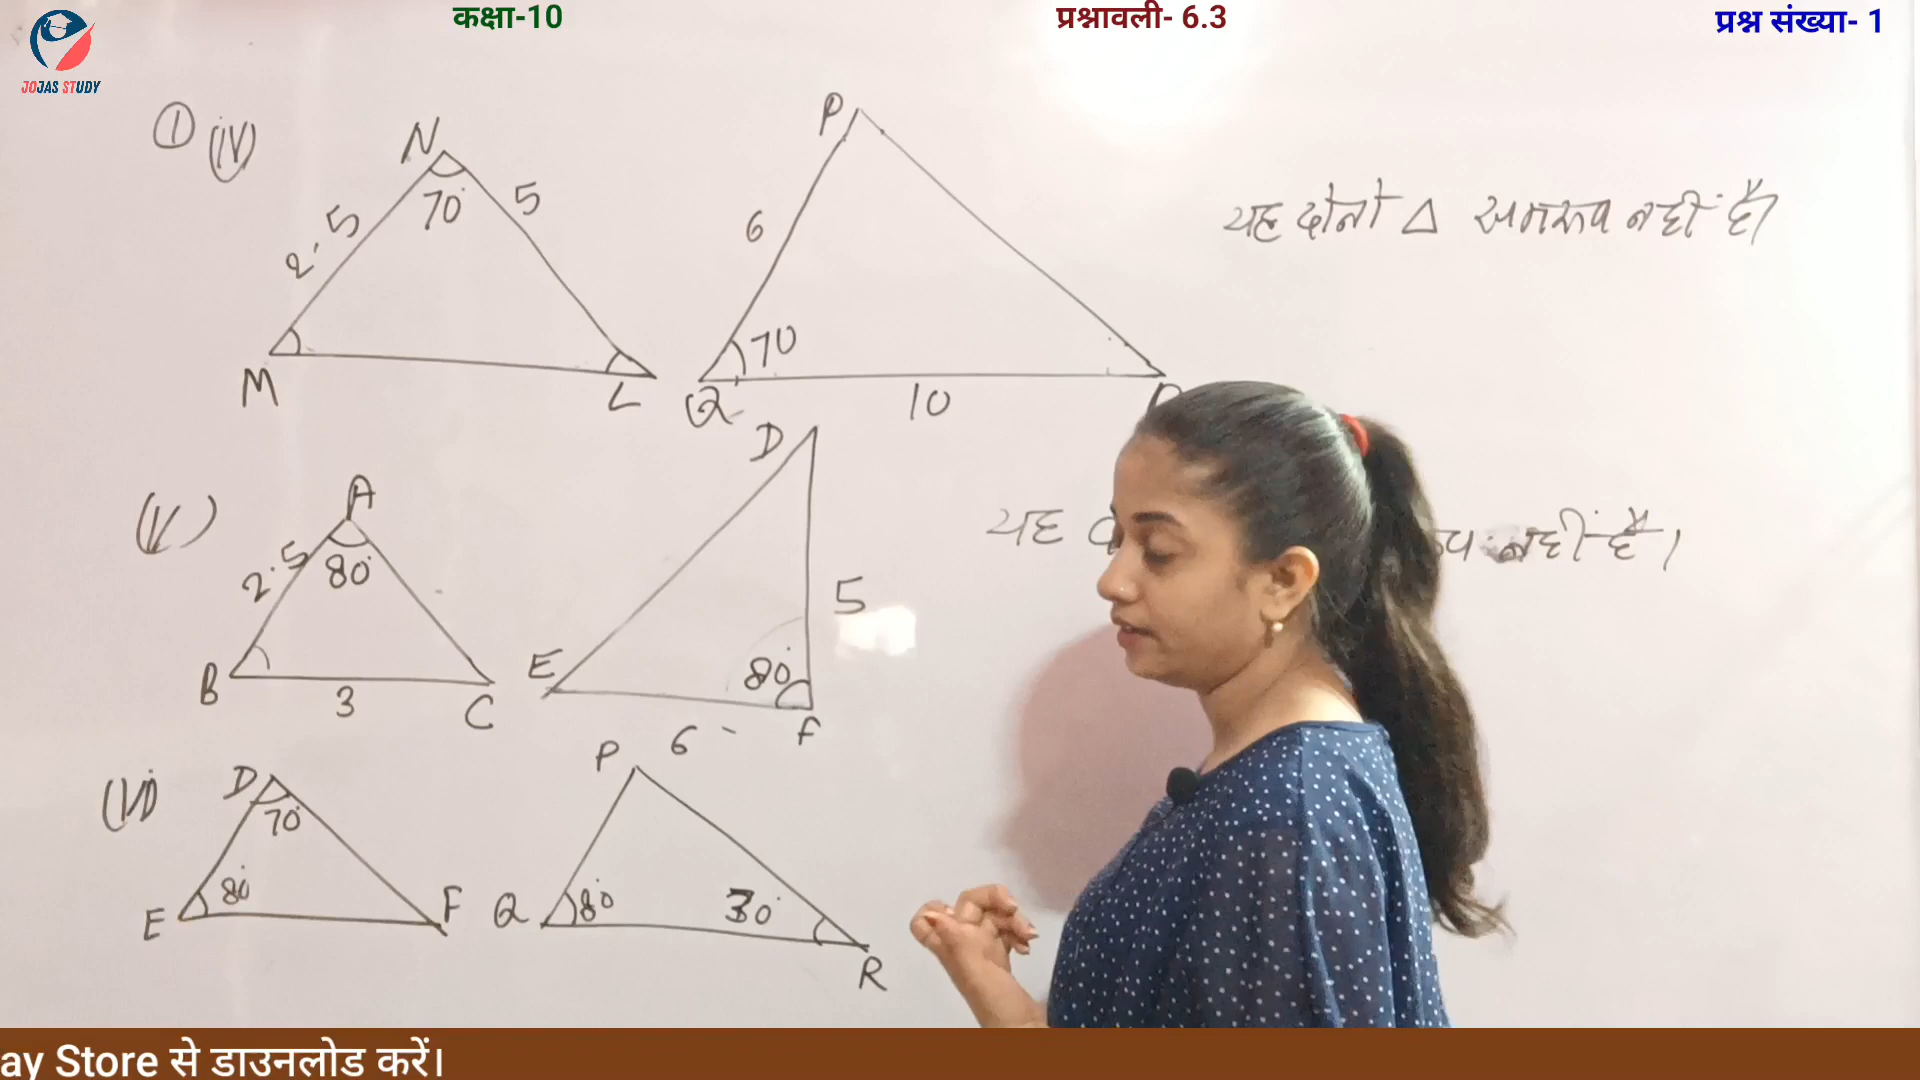 कक्षा-10
प्रश्नावली- 6.3
प्रश्न संख्या- 1
JOJAS STUDY
① (iv)
N
70°
2.5
5
M
L
P
6
70
Q
10
यह दोनो △ समरूप नहीं है।
(V)
A
80°
2.5
B
3
C
D
5
E
80°
6
F
यह
नहीं है।
(Vi)
D
70°
E
80°
F
P
Q
80°
30°
R
ay Store से डाउनलोड करें।